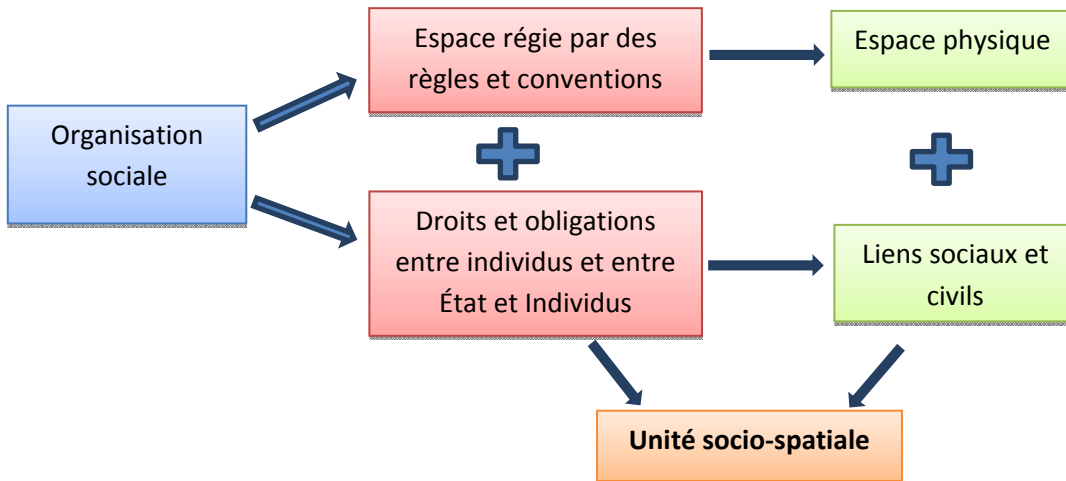 Organisation
sociale
Espace régie par des
règles et conventions
Espace physique
Droits et obligations
entre individus et entre
État et Individus
Liens sociaux et
civils
Unité socio-spatiale